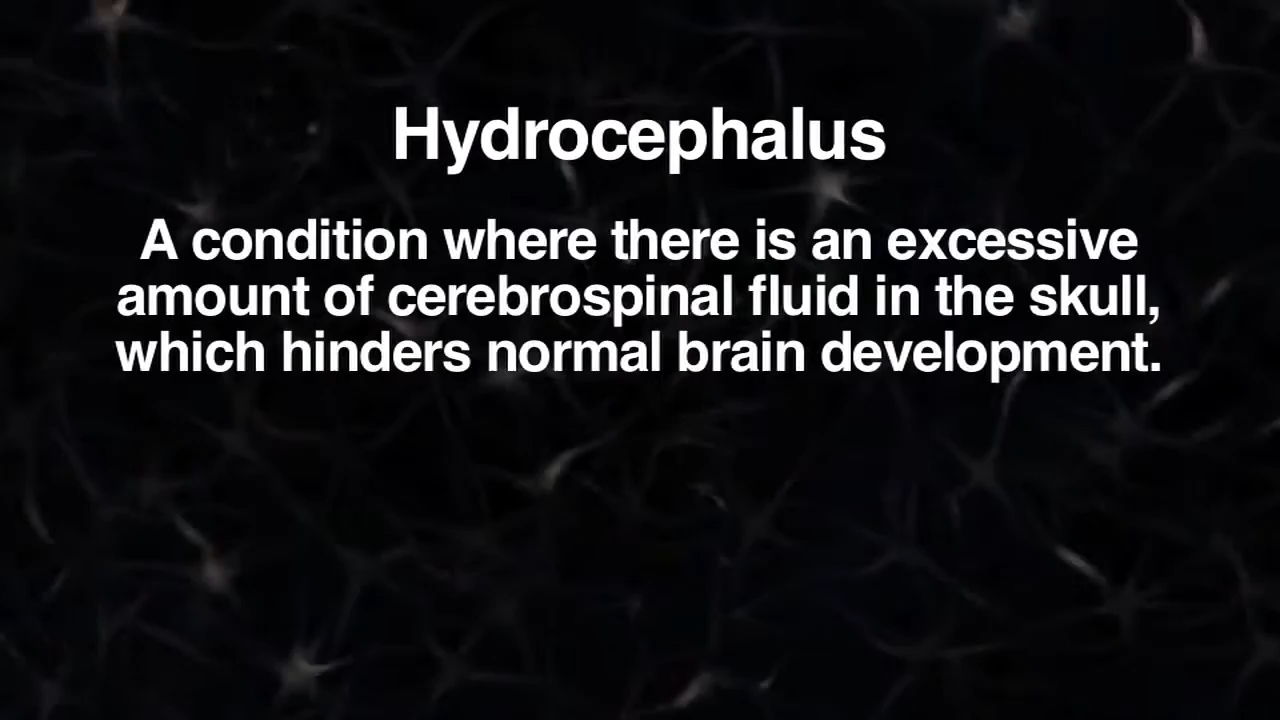 Hydrocephalus
A condition where there is an excessive
amount of cerebrospinal fluid in the skull,
which hinders normal brain development.